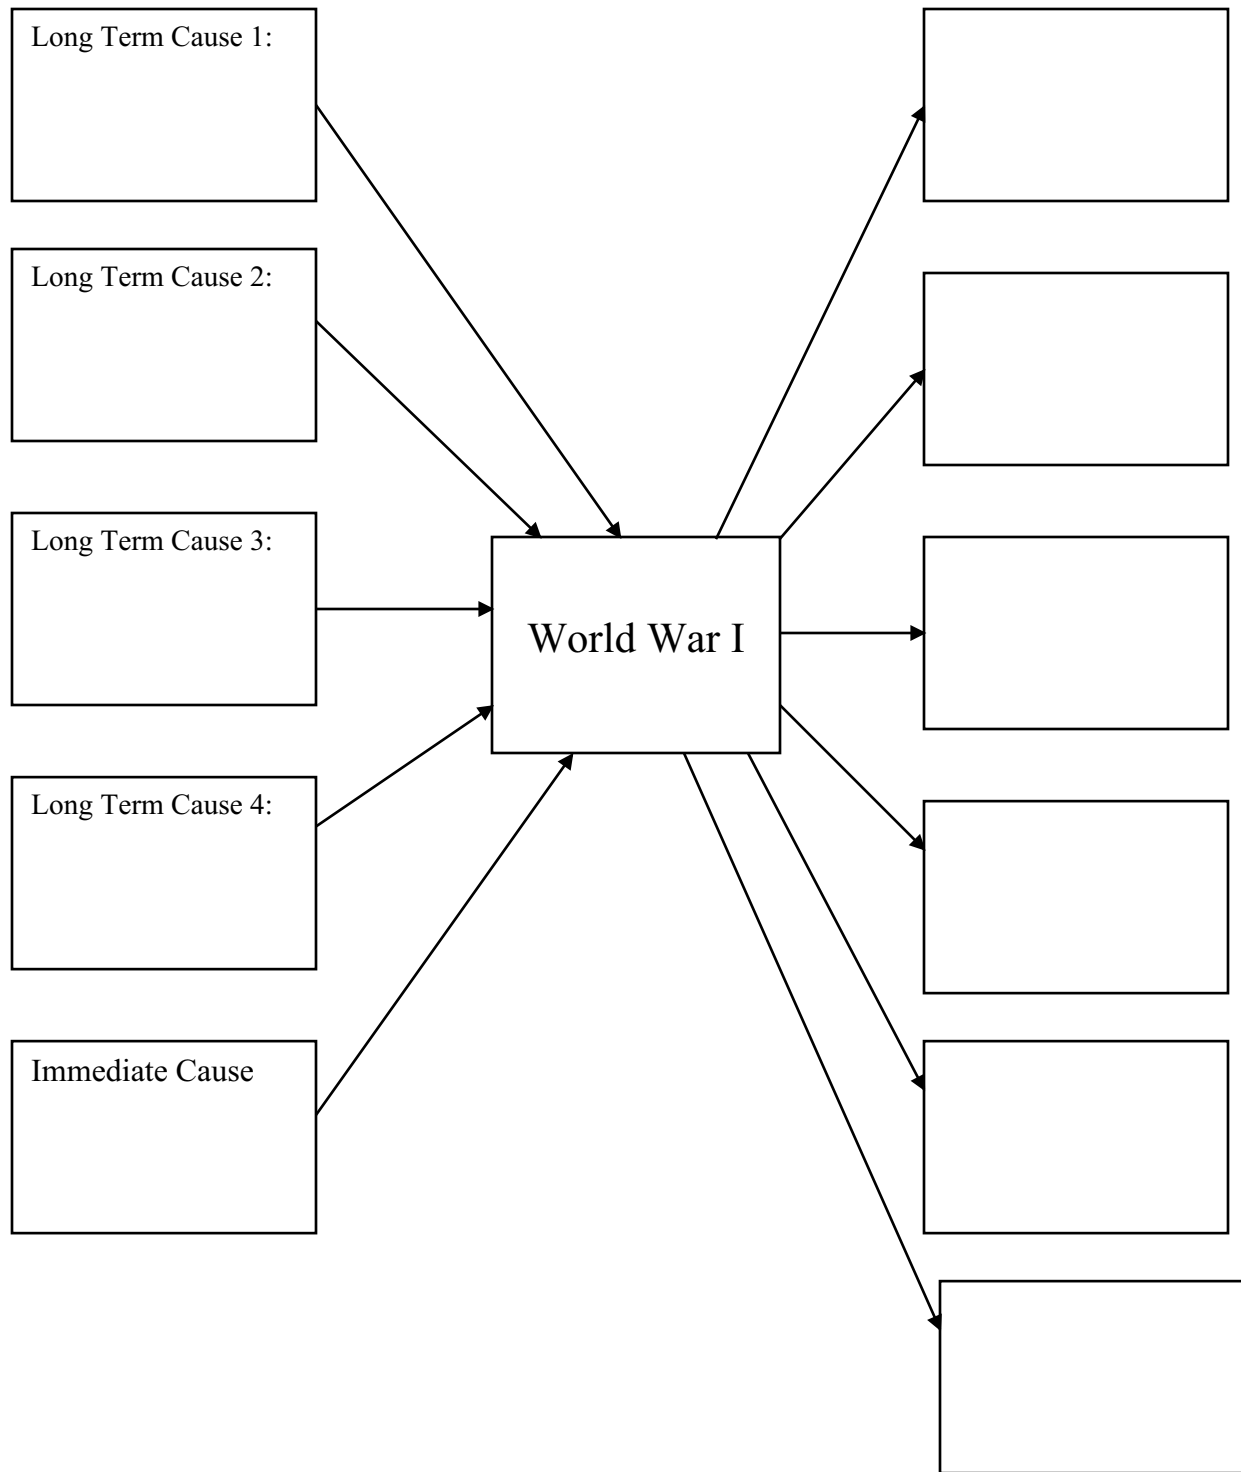 Long Term Cause 1:
Long Term Cause 2:
Long Term Cause 3:
World War I
Long Term Cause 4:
Immediate Cause